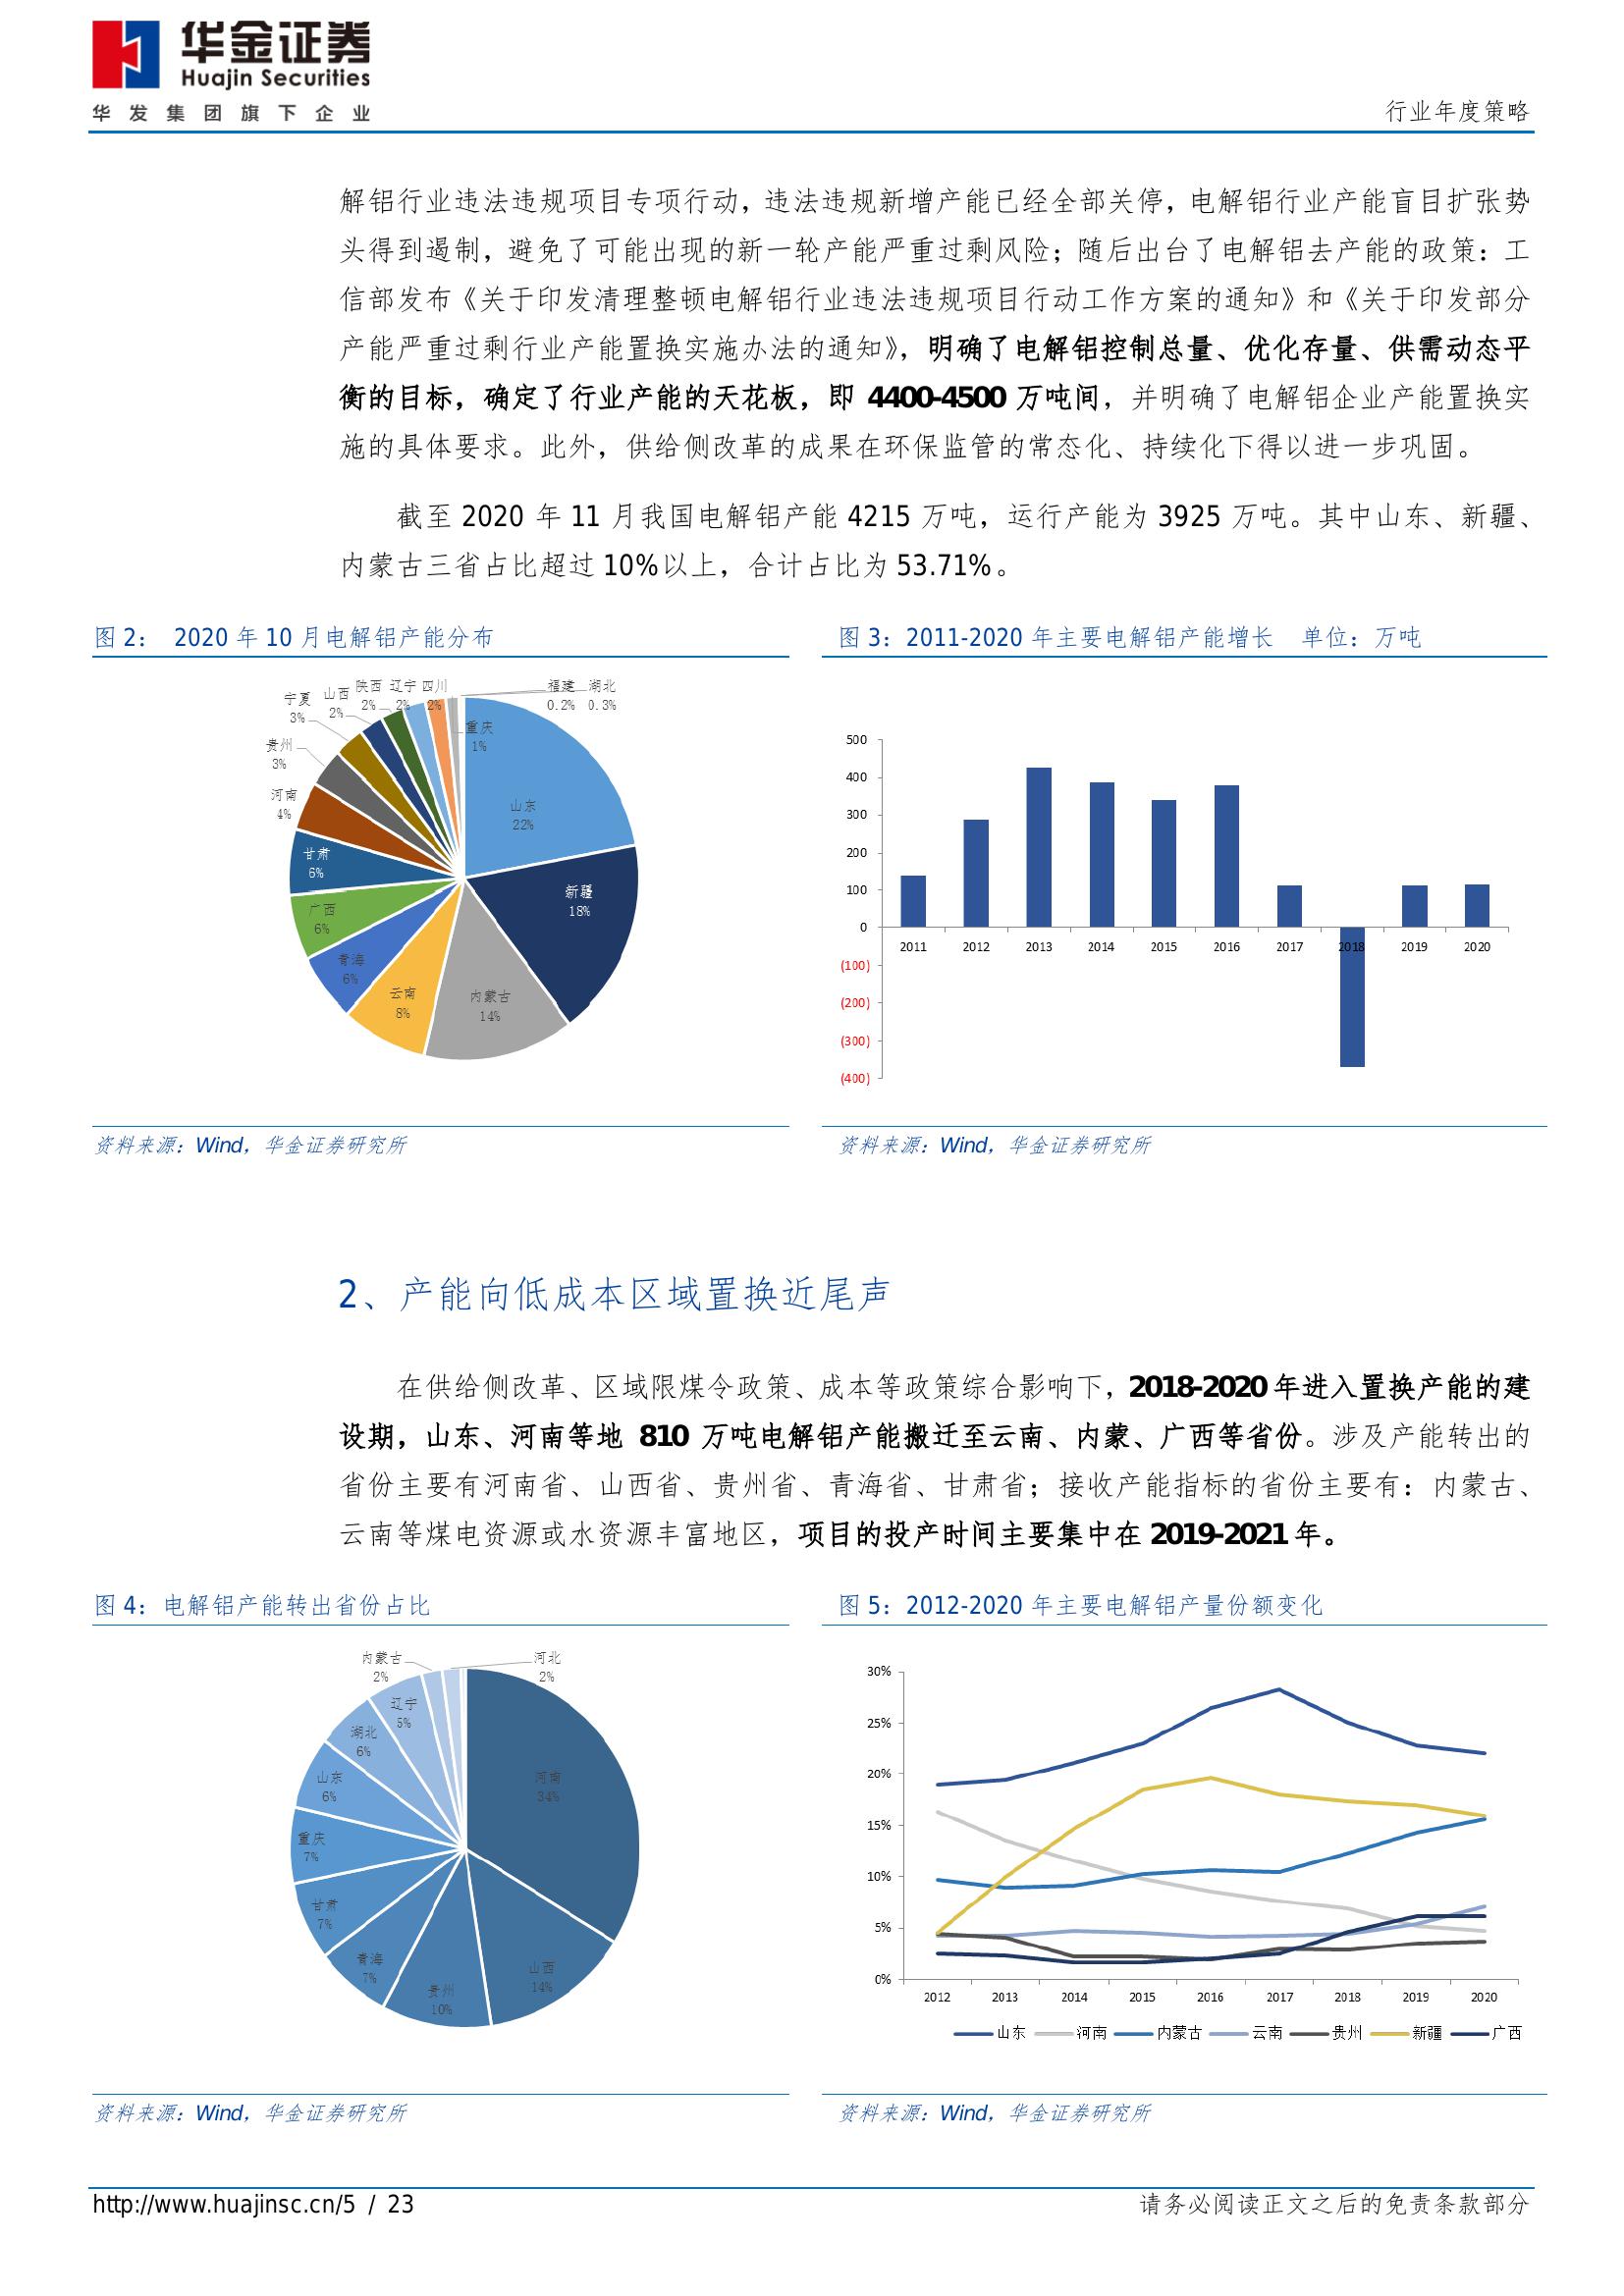 华金证券
Huajin Securities
华发集团旗下企业
行业年度策略
解铝行业违法违规项目专项行动，违法违规新增产能已经全部关停，电解铝行业产能盲目扩张势
头得到遏制，避免了可能出现的新一轮产能严重过剩风险；随后出台了电解铝去产能的政策：工
信部发布《关于印发清理整顿电解铝行业违法违规项目行动工作方案的通知》和《关于印发部分
产能严重过剩行业产能置换实施办法的通知》，明确了电解铝控制总量、优化存量、供需动态平
衡的目标，确定了行业产能的天花板，即 4400-4500 万吨间，并明确了电解铝企业产能置换实
施的具体要求。此外，供给侧改革的成果在环保监管的常态化、持续化下得以进一步巩固。
截至 2020 年 11 月我国电解铝产能 4215 万吨，运行产能为 3925 万吨。其中山东、新疆、
内蒙古三省占比超过 10%以上，合计占比为 53.71%。
图 2： 2020 年 10 月电解铝产能分布
山东
22%
新疆
18%
内蒙古
14%
云南
8%
青海
6%
广西
6%
甘肃
6%
河南
4%
贵州
3%
宁夏
3%
山西
2%
陕西
2%
辽宁
2%
四川
2%
重庆
1%
福建
0.2%
湖北
0.3%
资料来源：Wind，华金证券研究所
图 3：2011-2020 年主要电解铝产能增长 单位：万吨
500
400
300
200
100
0
(100)
(200)
(300)
(400)
2011 2012 2013 2014 2015 2016 2017 2018 2019 2020
资料来源：Wind，华金证券研究所
2、产能向低成本区域置换近尾声
在供给侧改革、区域限煤令政策、成本等政策综合影响下，2018-2020 年进入置换产能的建
设期，山东、河南等地 810 万吨电解铝产能搬迁至云南、内蒙、广西等省份。涉及产能转出的
省份主要有河南省、山西省、贵州省、青海省、甘肃省；接收产能指标的省份主要有：内蒙古、
云南等煤电资源或水资源丰富地区，项目的投产时间主要集中在 2019-2021 年。
图 4：电解铝产能转出省份占比
河南
34%
山西
14%
贵州
10%
青海
7%
甘肃
7%
重庆
7%
山东
6%
湖北
6%
辽宁
5%
内蒙古
2%
河北
2%
资料来源：Wind，华金证券研究所
图 5：2012-2020 年主要电解铝产量份额变化
30%
25%
20%
15%
10%
5%
0%
2012 2013 2014 2015 2016 2017 2018 2019 2020
山东 河南 内蒙古 云南 贵州 新疆 广西
资料来源：Wind，华金证券研究所
http://www.huajinsc.cn/5 / 23
请务必阅读正文之后的免责条款部分